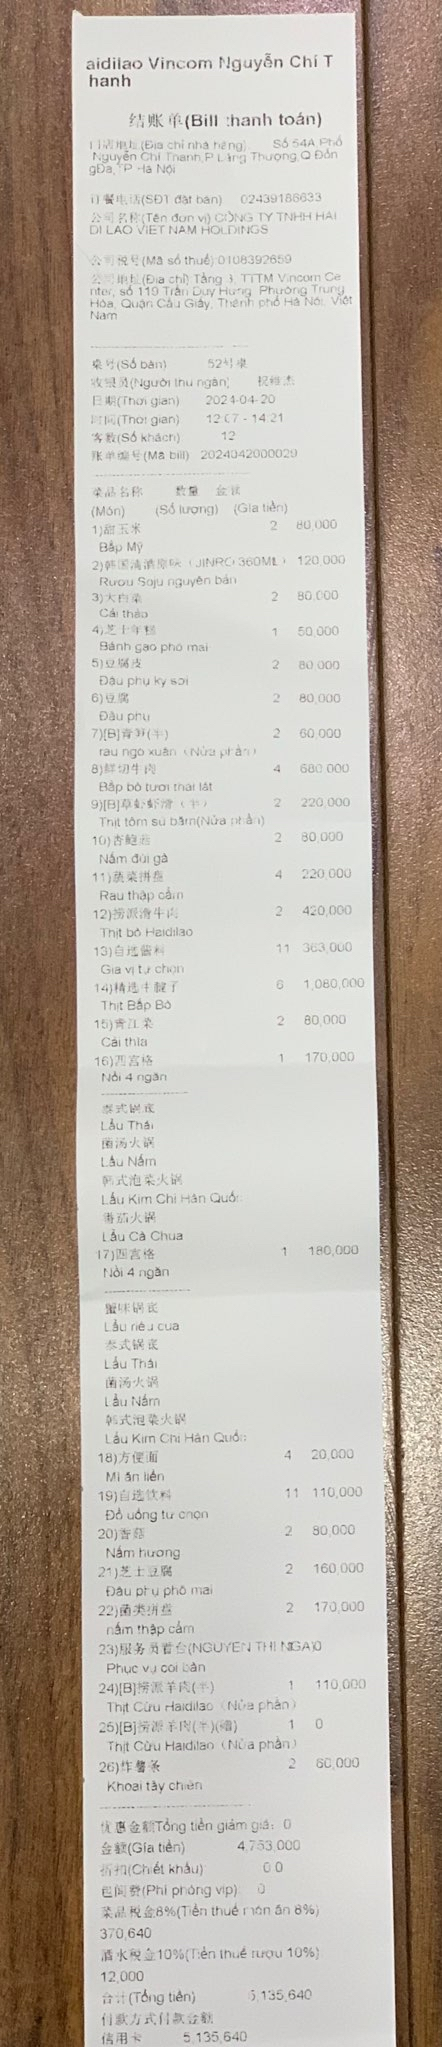 aidilao Vincom Nguyễn Chí T
hanh
结账单(Bill thanh toán)
门店地址(Địa chỉ nhà hàng) Số 54A Phố
Nguyễn Chí Thanh,P Láng Thượng,Q Đốn
gĐa,TP Hà Nội
订餐电话(SĐT đặt bàn) 02439186633
公司名称(Tên đơn vị) CÔNG TY TNHH HAI
DI LAO VIET NAM HOLDINGS
公司税号(Mã số thuế):0108392659
公司地址(Địa chỉ) Tầng 3, TTTM Vincom Ce
nter, số 119 Trần Duy Hưng, Phường Trung
Hòa, Quận Cầu Giấy, Thành phố Hà Nội, Việt
Nam
桌号(Số bàn) 52号桌
收银员(Người thu ngân) 祝维杰
日期(Thời gian) 2024-04-20
时间(Thời gian) 12:07 - 14:21
客数(Số khách) 12
账单编号(Mã bill) 2024042000029
菜品名称 数量 金额
(Món) (Số lượng) (Gía tiền)
1)甜玉米 2 80,000
Bắp Mỹ
2)韩国清酒原味（JINRO 360ML） 120,000
Rượu Soju nguyên bản
3)大白菜 2 80,000
Cải thảo
4)芝士年糕 1 50,000
Bánh gạo phô mai
5)豆腐皮 2 80,000
Đậu phụ ky sợi
6)豆腐 2 80,000
Đậu phụ
7)[B]青笋(半) 2 60,000
rau ngò xuân（Nửa phần）
8)鲜切牛肉 4 680,000
Bắp bò tươi thái lát
9)[B]草虾虾滑（半） 2 220,000
Thịt tôm sú băm(Nửa phần)
10)杏鲍菇 2 80,000
Nấm đùi gà
11)蔬菜拼盘 4 220,000
Rau thập cẩm
12)捞派滑牛肉 2 420,000
Thịt bò Haidilao
13)自选酱料 11 363,000
Gia vị tự chọn
14)精选牛腱子 6 1,080,000
Thịt Bắp Bò
15)青江菜 2 80,000
Cải thìa
16)四宫格 1 170,000
Nồi 4 ngăn
泰式锅底
Lẩu Thái
菌汤火锅
Lẩu Nấm
韩式泡菜火锅
Lẩu Kim Chi Hàn Quốc
番茄火锅
Lẩu Cà Chua
17)四宫格 1 180,000
Nồi 4 ngăn
蟹味锅底
Lẩu riêu cua
泰式锅底
Lẩu Thái
菌汤火锅
Lẩu Nấm
韩式泡菜火锅
Lẩu Kim Chi Hàn Quốc
18)方便面 4 20,000
Mì ăn liền
19)自选饮料 11 110,000
Đồ uống tự chọn
20)香菇 2 80,000
Nấm hương
21)芝士豆腐 2 160,000
Đậu phụ phô mai
22)菌类拼盘 2 170,000
nấm thập cẩm
23)服务员看台(NGUYEN THI NGA)0
Phục vụ coi bàn
24)[B]捞派羊肉(半) 1 110,000
Thịt Cừu Haidilao（Nửa phần）
25)[B]捞派羊肉(半)(赠) 1 0
Thịt Cừu Haidilao（Nửa phần）
26)炸薯条 2 60,000
Khoai tây chiên
优惠金额Tổng tiền giảm giá: 0
金额(Gía tiền) 4,753,000
折扣(Chiết khấu) 0.0
包间费(Phí phòng vip) 0
菜品税金8%(Tiền thuế món ăn 8%)
370,640
酒水税金10%(Tiền thuế rượu 10%)
12,000
合计(Tổng tiền) 5,135,640
付款方式付款金额
信用卡 5,135,640